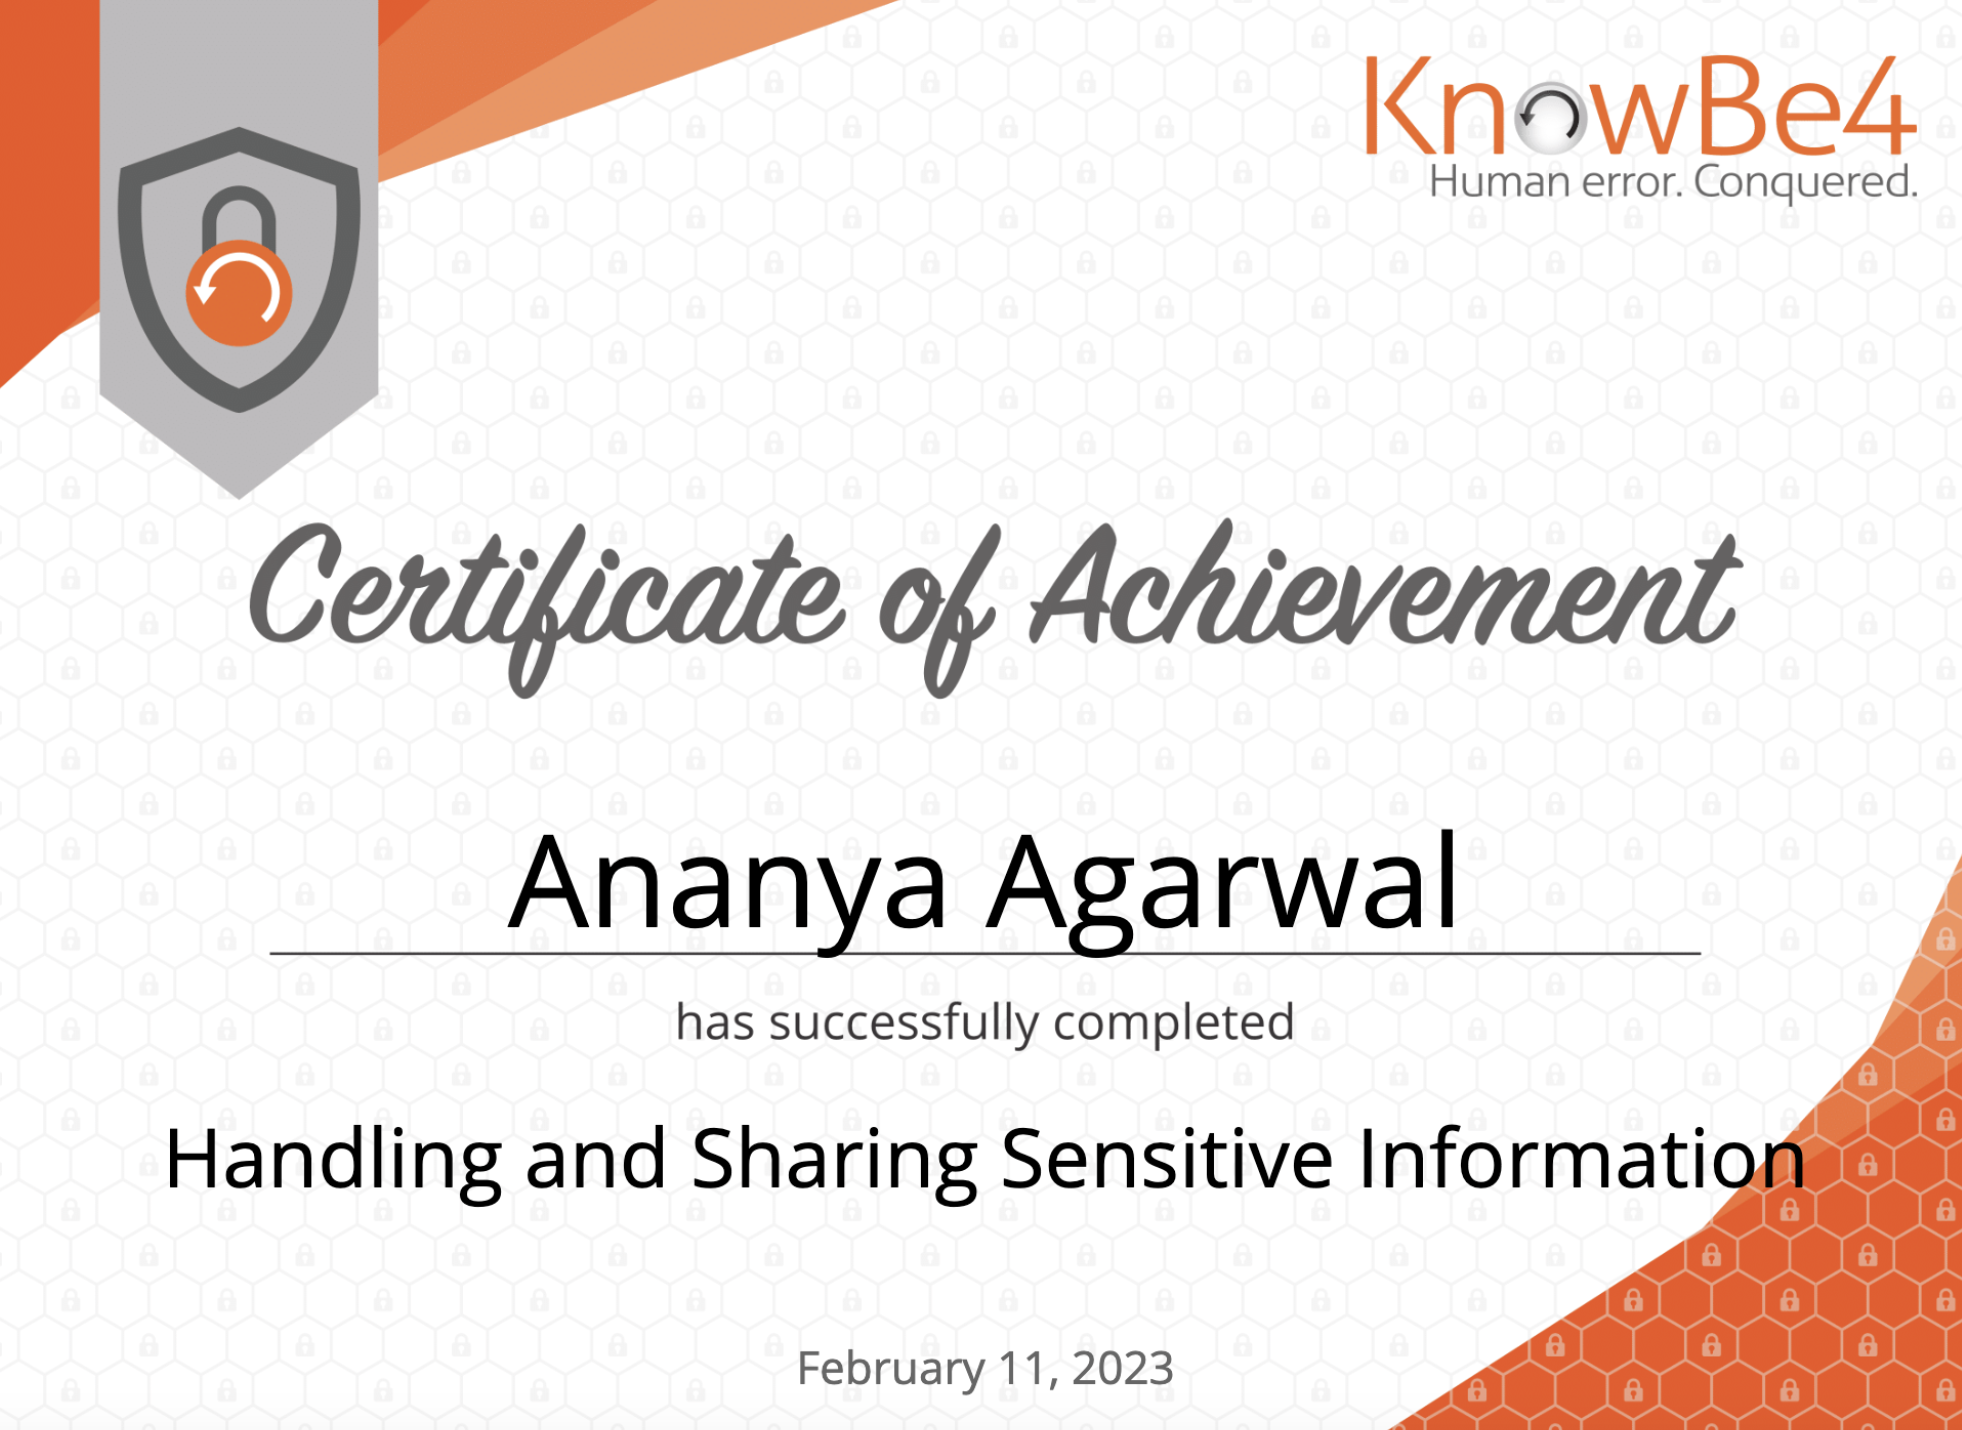 KnowBe4
Human error. Conquered.
Certificate of Achievement
Ananya Agarwal
has successfully completed
Handling and Sharing Sensitive Information
February 11, 2023